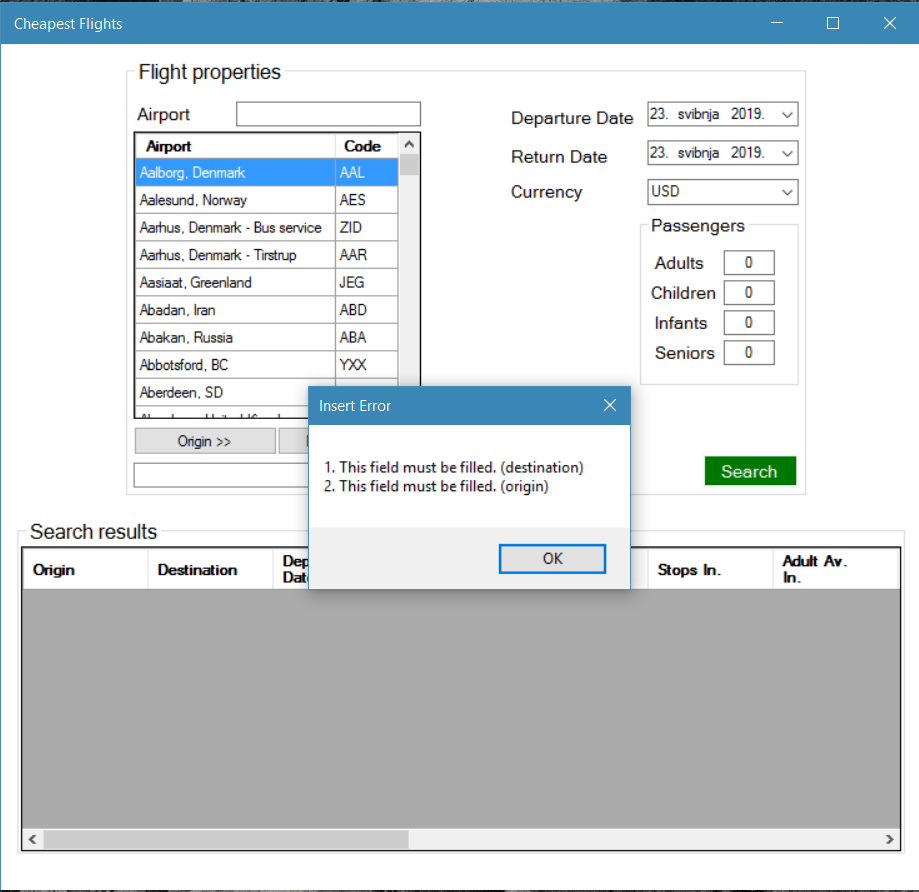 Cheapest Flights
Flight properties
Airport
Departure Date
23. svibnja 2019.
Return Date
23. svibnja 2019.
Currency
USD
Airport Code
Aalborg, Denmark AAL
Aalesund, Norway AES
Aarhus, Denmark - Bus service ZID
Aarhus, Denmark - Tirstrup AAR
Aasiaat, Greenland JEG
Abadan, Iran ABD
Abakan, Russia ABA
Abbotsford, BC YXX
Aberdeen, SD
Passengers
Adults 0
Children 0
Infants 0
Seniors 0
Origin >>
Insert Error
1. This field must be filled. (destination)
2. This field must be filled. (origin)
OK
Search
Search results
Origin
Destination
Dep
Dat
Stops In.
Adult Av.
In.